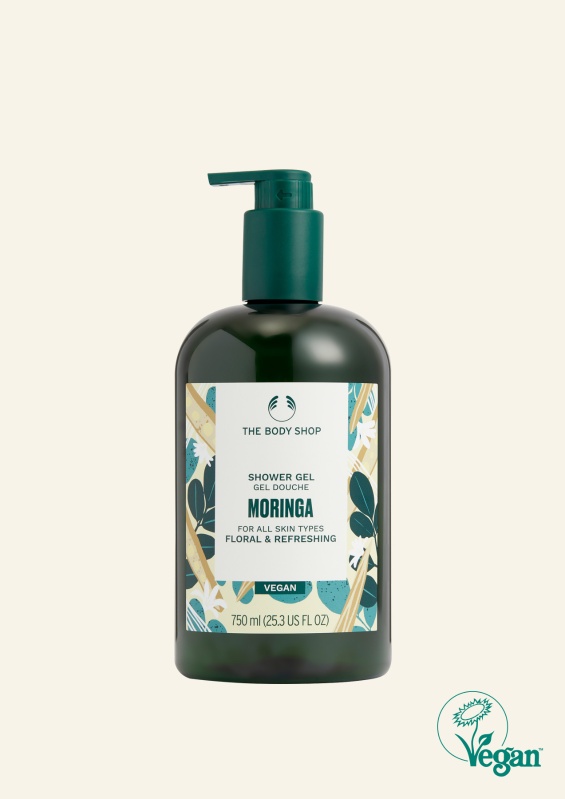 THE BODY SHOP
SHOWER GEL
GEL DOUCHE
MORINGA
FOR ALL SKIN TYPES
FLORAL & REFRESHING
VEGAN
750 ml (25.3 US FL OZ)
Vegan™